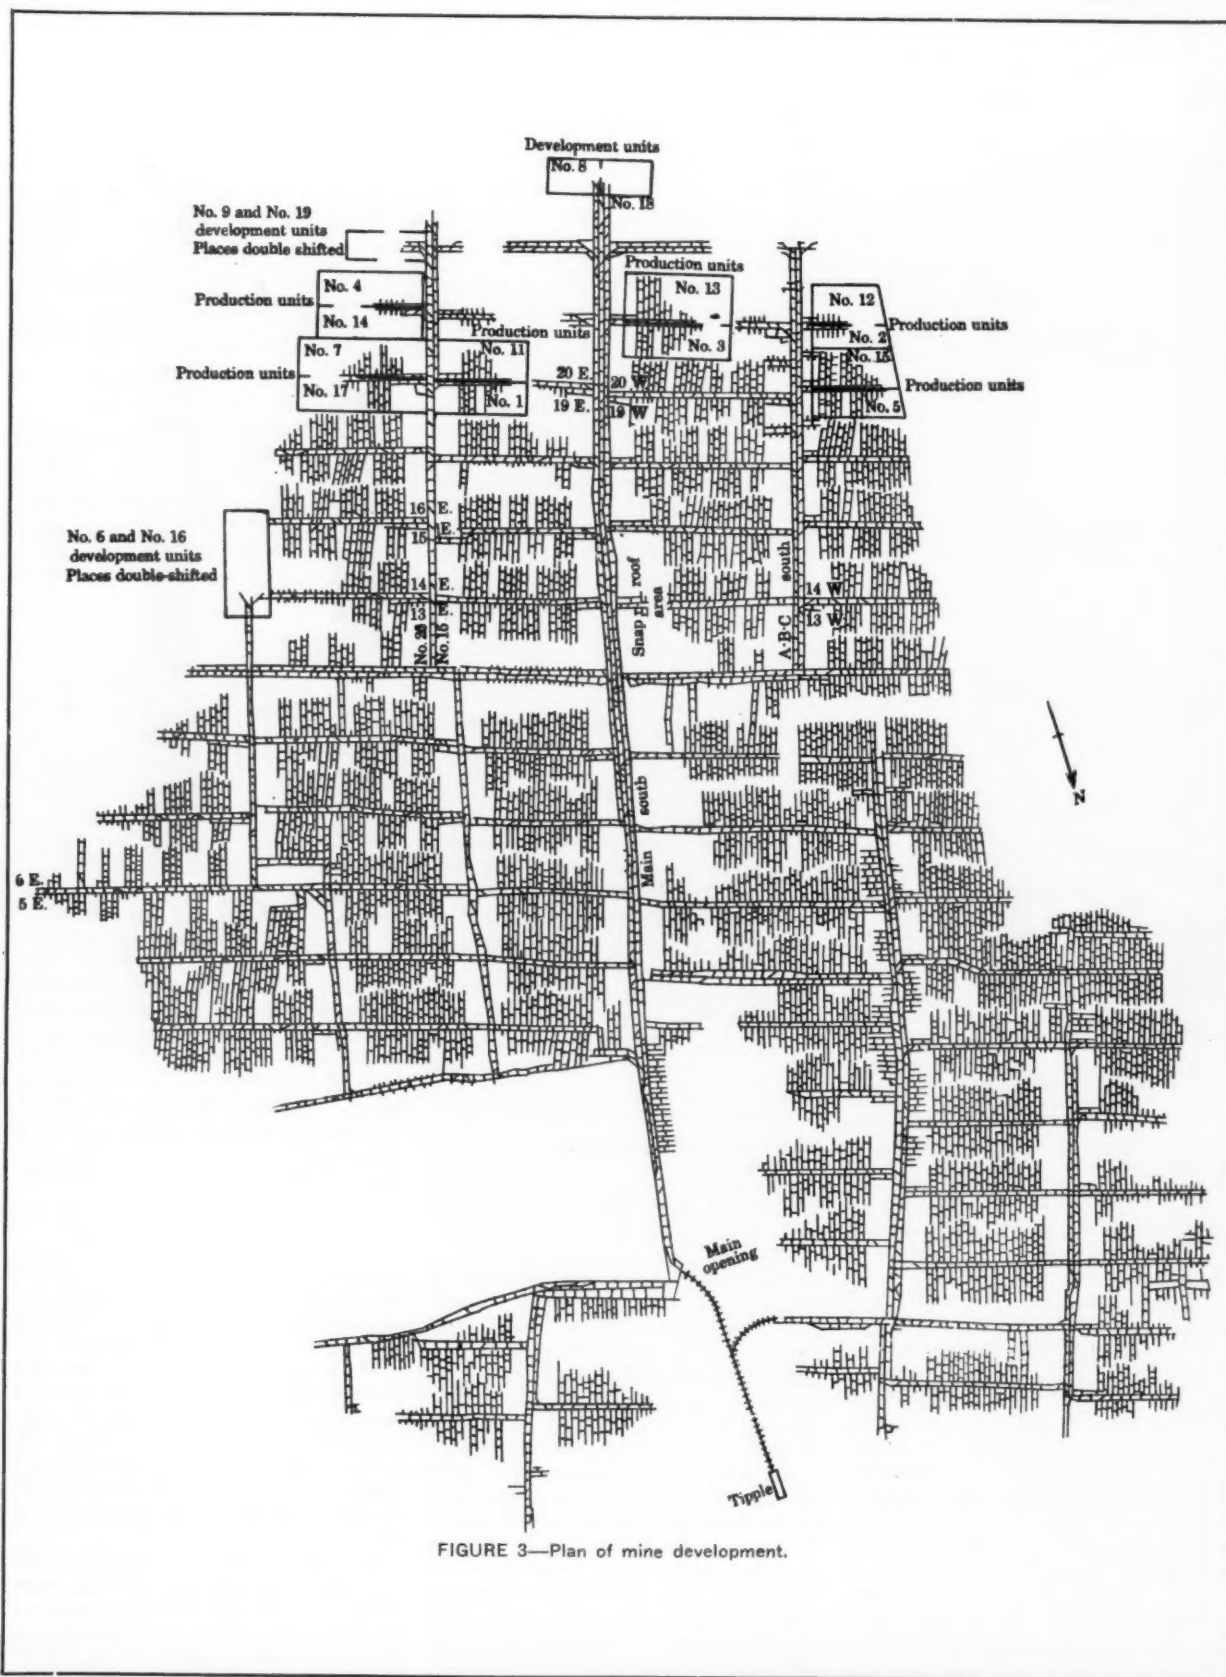 Development units
No. 8
No. 18
No. 9 and No. 19
development units
Places double shifted
Production units
No. 4
No. 14
Production units
No. 13
No. 3
No. 12
No. 2
Production units
Production units
No. 7
No. 17
Production units
No. 11
No. 1
No. 15
No. 5
Production units
20 E.
20 W.
19 E.
19 W.
16 E.
15 E.
No. 6 and No. 16
development units
Places double-shifted
14 E.
13 E.
No. 10
Snap roof
area
A-B-C south
14 W.
13 W.
N
Main south
6 E.
5 E.
Main
opening
Tipple
FIGURE 3—Plan of mine development.